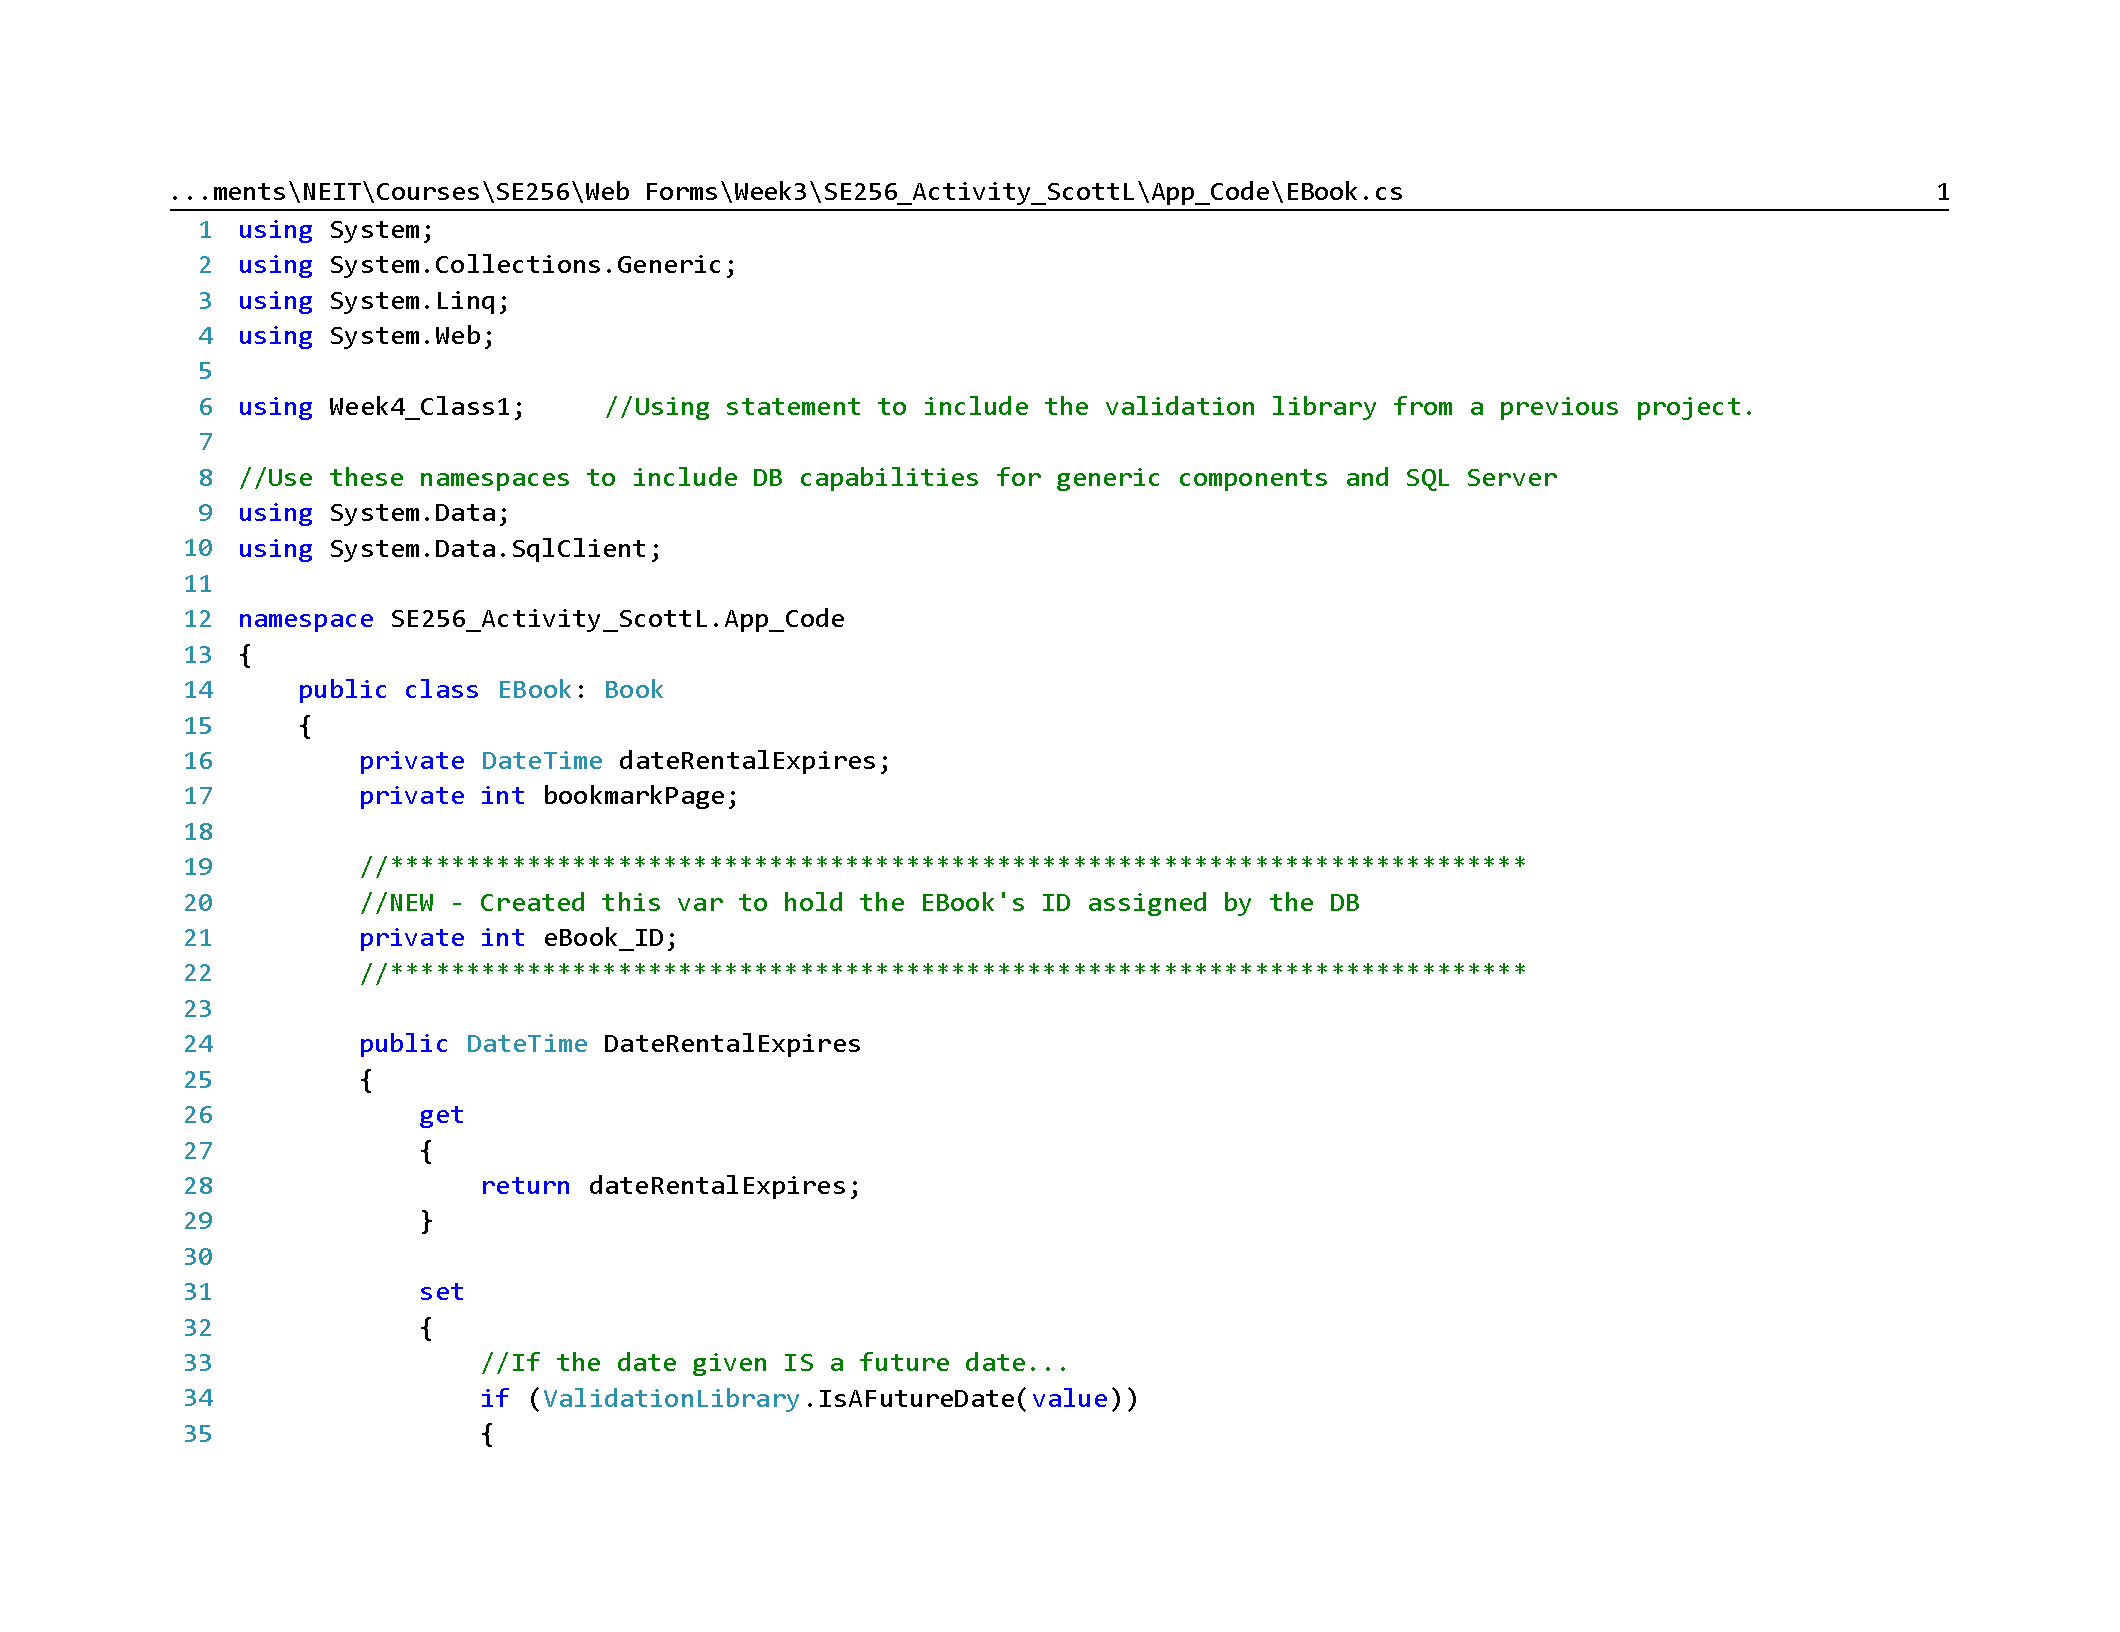 ...ments\NEIT\Courses\SE256\Web Forms\Week3\SE256_Activity_ScottL\App_Code\EBook.cs 1
1 using System;
2 using System.Collections.Generic;
3 using System.Linq;
4 using System.Web;
5
6 using Week4_Class1;     //Using statement to include the validation library from a previous project.
7
8 //Use these namespaces to include DB capabilities for generic components and SQL Server
9 using System.Data;
10 using System.Data.SqlClient;
11
12 namespace SE256_Activity_ScottL.App_Code
13 {
14     public class EBook: Book
15     {
16         private DateTime dateRentalExpires;
17         private int bookmarkPage;
18
19         //***************************************************************************
20         //NEW - Created this var to hold the EBook's ID assigned by the DB
21         private int eBook_ID;
22         //***************************************************************************
23
24         public DateTime DateRentalExpires
25         {
26             get
27             {
28                 return dateRentalExpires;
29             }
30
31             set
32             {
33                 //If the date given IS a future date...
34                 if (ValidationLibrary.IsAFutureDate(value))
35                 {